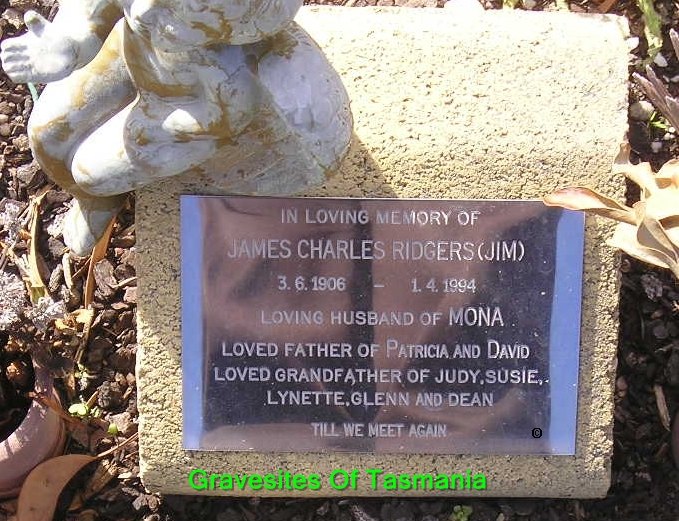 IN LOVING MEMORY OF
JAMES CHARLES RIDGERS (JIM)
3.6.1906 - 1.4.1994
LOVING HUSBAND OF MONA
LOVED FATHER OF PATRICIA AND DAVID
LOVED GRANDFATHER OF JUDY, SUSIE,
LYNETTE, GLENN AND DEAN
TILL WE MEET AGAIN
©
Gravesites Of Tasmania